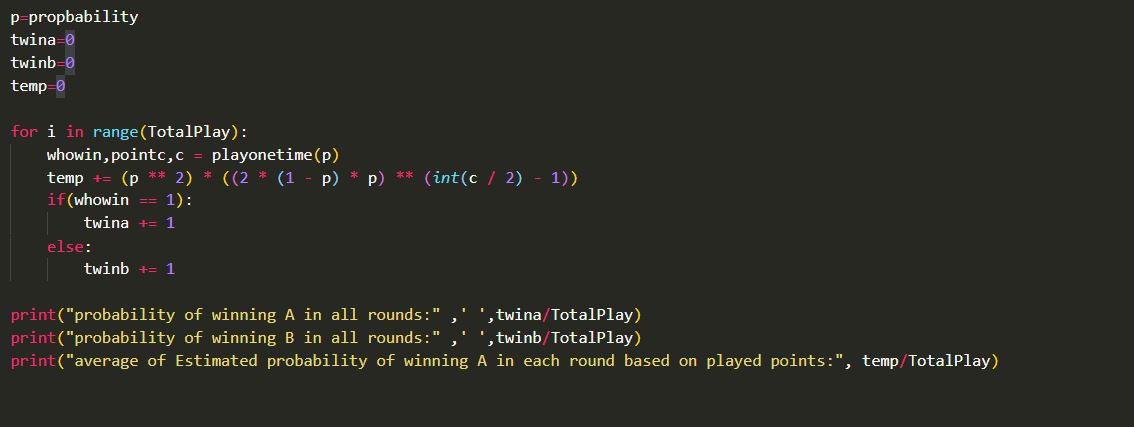 p=propbability
twina=0
twinb=0
temp=0
for i in range(TotalPlay):
    whowin,pointc,c = playonetime(p)
    temp += (p ** 2) * ((2 * (1 - p) * p) ** (int(c / 2) - 1))
    if(whowin == 1):
        twina += 1
    else:
        twinb += 1
print("probability of winning A in all rounds:" ,' ',twina/TotalPlay)
print("probability of winning B in all rounds:" ,' ',twinb/TotalPlay)
print("average of Estimated probability of winning A in each round based on played points:", temp/TotalPlay)